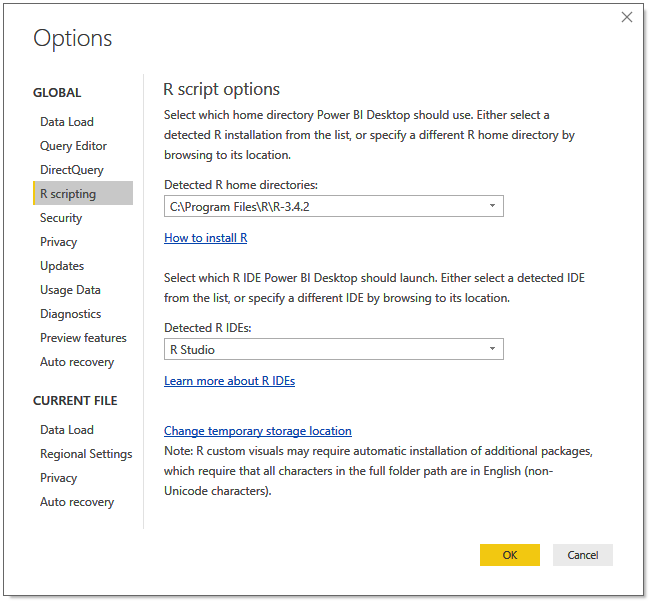 Options
GLOBAL
Data Load
Query Editor
DirectQuery
R scripting
Security
Privacy
Updates
Usage Data
Diagnostics
Preview features
Auto recovery
CURRENT FILE
Data Load
Regional Settings
Privacy
Auto recovery
R script options
Select which home directory Power BI Desktop should use. Either select a
detected R installation from the list, or specify a different R home directory by
browsing to its location.
Detected R home directories:
C:\Program Files\R\R-3.4.2
How to install R
Select which R IDE Power BI Desktop should launch. Either select a detected IDE
from the list, or specify a different IDE by browsing to its location.
Detected R IDEs:
R Studio
Learn more about R IDEs
Change temporary storage location
Note: R custom visuals may require automatic installation of additional packages,
which require that all characters in the full folder path are in English (non-
Unicode characters).
OK
Cancel